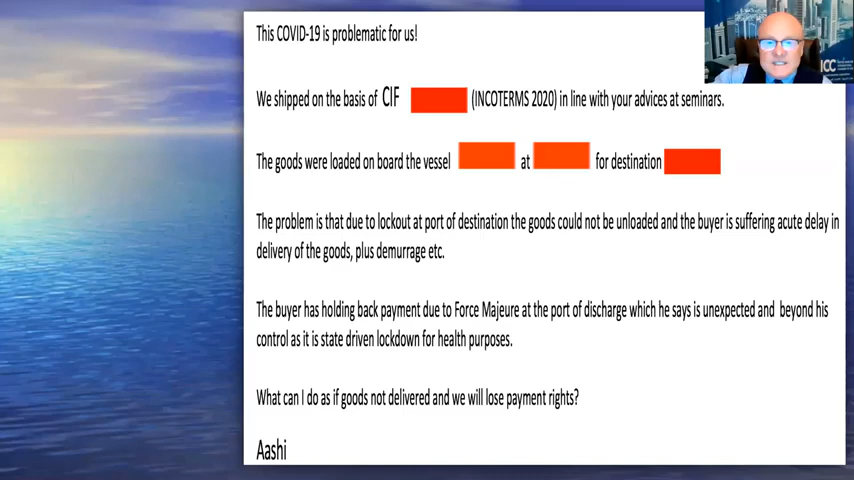 This COVID-19 is problematic for us!
We shipped on the basis of CIF (INCOTERMS 2020) in line with your advices at seminars.
The goods were loaded on board the vessel at for destination
The problem is that due to lockout at port of destination the goods could not be unloaded and the buyer is suffering acute delay in
delivery of the goods, plus demurrage etc.
The buyer has holding back payment due to Force Majeure at the port of discharge which he says is unexpected and beyond his
control as it is state driven lockdown for health purposes.
What can I do as if goods not delivered and we will lose payment rights?
Aashi
ICC